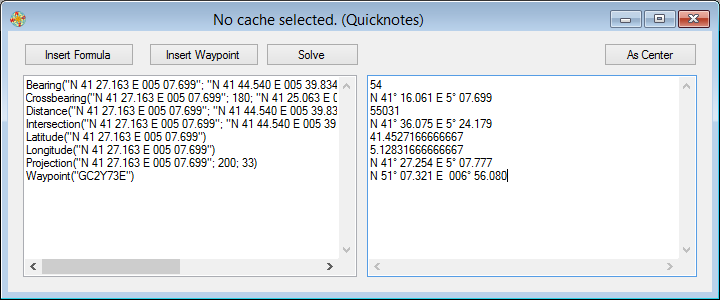 No cache selected. (Quicknotes)
Insert Formula Insert Waypoint Solve As Center
Bearing("N 41 27.163 E 005 07.699"; "N 41 44.540 E 005 39.834
Crossbearing("N 41 27.163 E 005 07.699"; 180; "N 41 25.063 E 0
Distance("N 41 27.163 E 005 07.699"; "N 41 44.540 E 005 39.83
Intersection("N 41 27.163 E 005 07.699"; "N 41 44.540 E 005 39
Latitude("N 41 27.163 E 005 07.699")
Longitude("N 41 27.163 E 005 07.699")
Projection("N 41 27.163 E 005 07.699"; 200; 33)
Waypoint("GC2Y73E")
54
N 41° 16.061 E 5° 07.699
55031
N 41° 36.075 E 5° 24.179
41.4527166666667
5.12831666666667
N 41° 27.254 E 5° 07.777
N 51° 07.321 E  006° 56.080